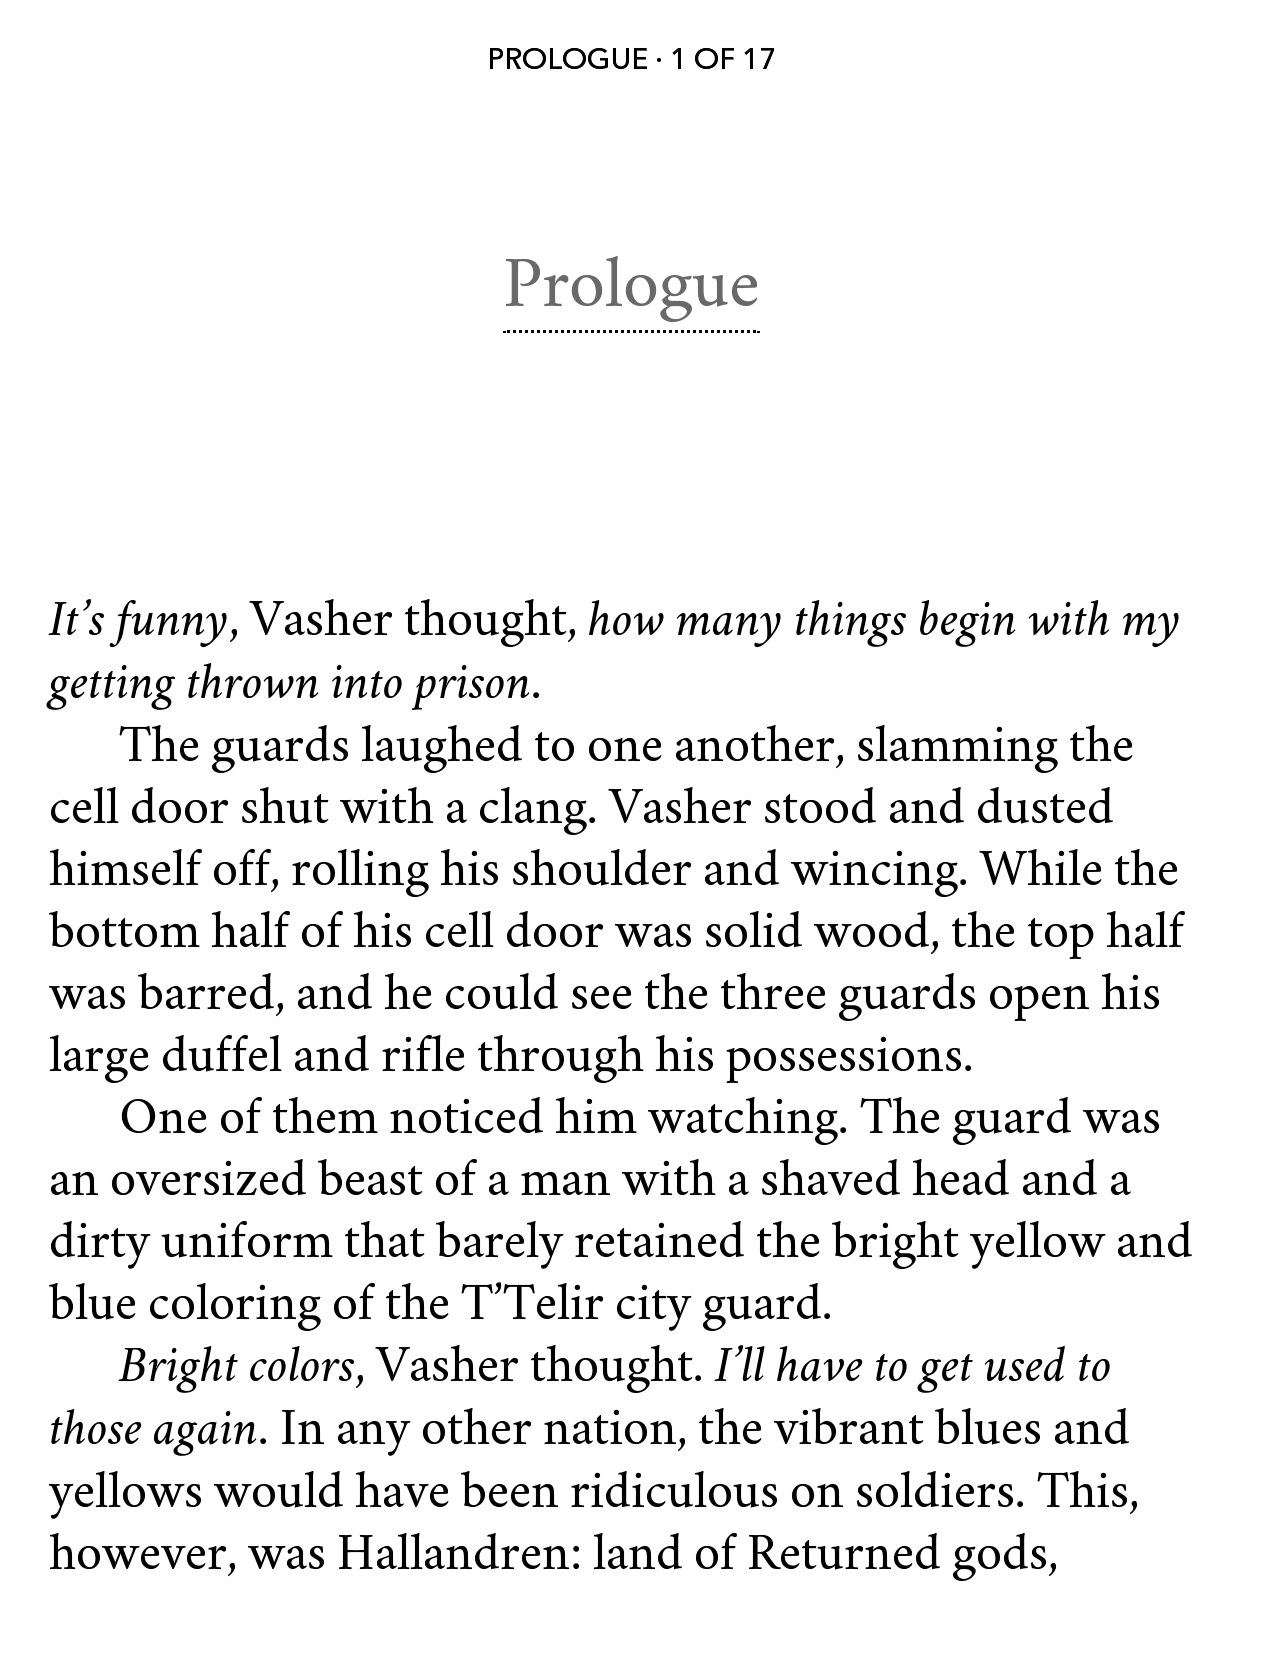 PROLOGUE · 1 OF 17
Prologue
It’s funny, Vasher thought, how many things begin with my
getting thrown into prison.
The guards laughed to one another, slamming the
cell door shut with a clang. Vasher stood and dusted
himself off, rolling his shoulder and wincing. While the
bottom half of his cell door was solid wood, the top half
was barred, and he could see the three guards open his
large duffel and rifle through his possessions.
One of them noticed him watching. The guard was
an oversized beast of a man with a shaved head and a
dirty uniform that barely retained the bright yellow and
blue coloring of the T’Telir city guard.
Bright colors, Vasher thought. I’ll have to get used to
those again. In any other nation, the vibrant blues and
yellows would have been ridiculous on soldiers. This,
however, was Hallandren: land of Returned gods,